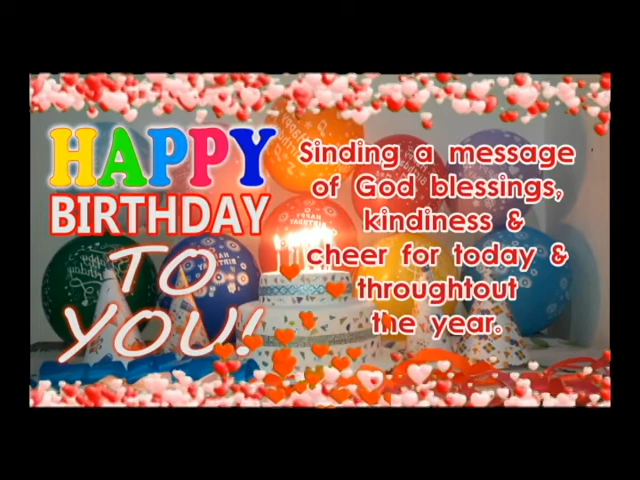 HAPPY
BIRTHDAY
TO
YOU!
Sinding a message
of God blessings,
kindiness &
cheer for today &
throughtout
the year.